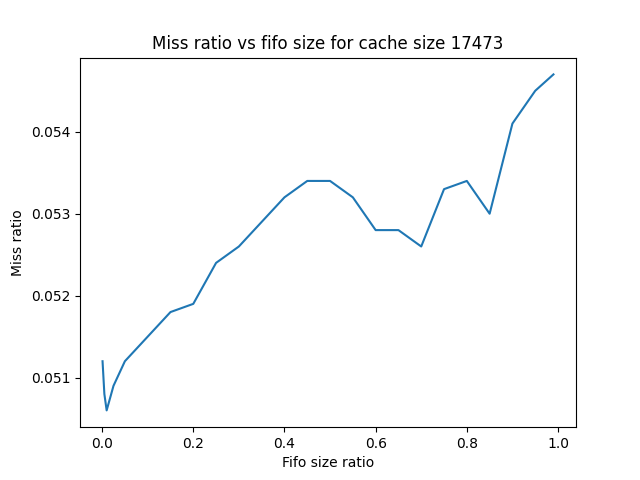 Miss ratio vs fifo size for cache size 17473
0.054
0.053
0.052
0.051
Miss ratio
0.0 0.2 0.4 0.6 0.8 1.0
Fifo size ratio